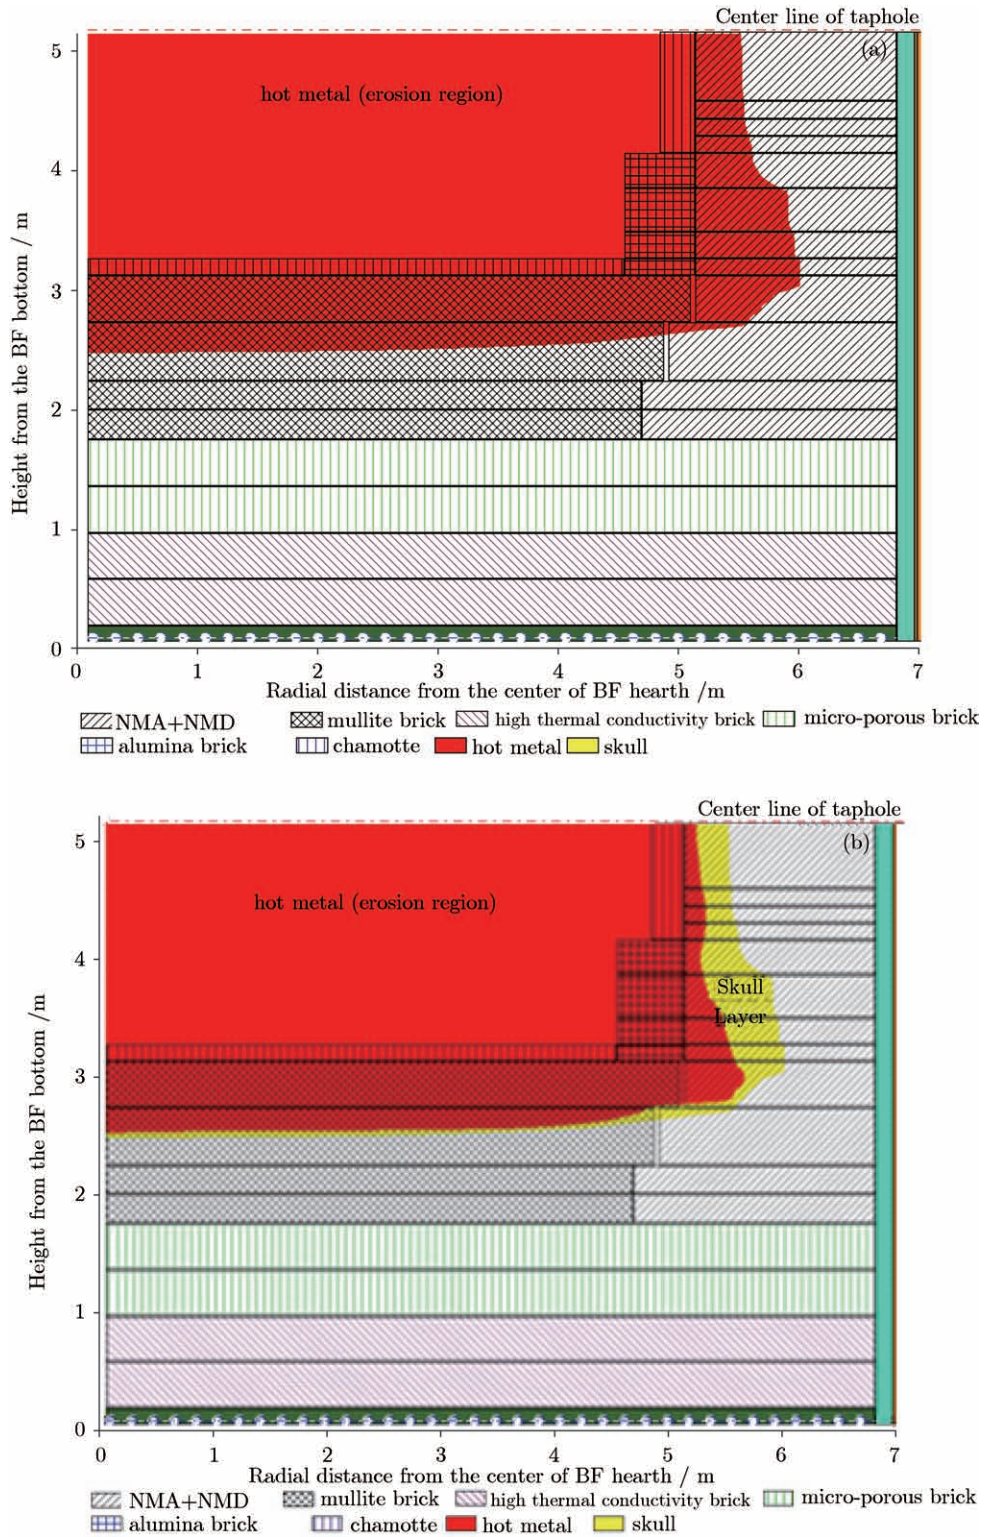 Center line of taphole
(a)
hot metal (erosion region)
5
4
3
2
1
0
Height from the BF bottom / m
0 1 2 3 4 5 6 7
Radial distance from the center of BF hearth /m
NMA+NMD mullite brick high thermal conductivity brick micro-porous brick
alumina brick chamotte hot metal skull
Center line of taphole
(b)
hot metal (erosion region)
Skull
Layer
5
4
3
2
1
0
Height from the BF bottom /m
0 1 2 3 4 5 6 7
Radial distance from the center of BF hearth / m
NMA+NMD mullite brick high thermal conductivity brick micro-porous brick
alumina brick chamotte hot metal skull